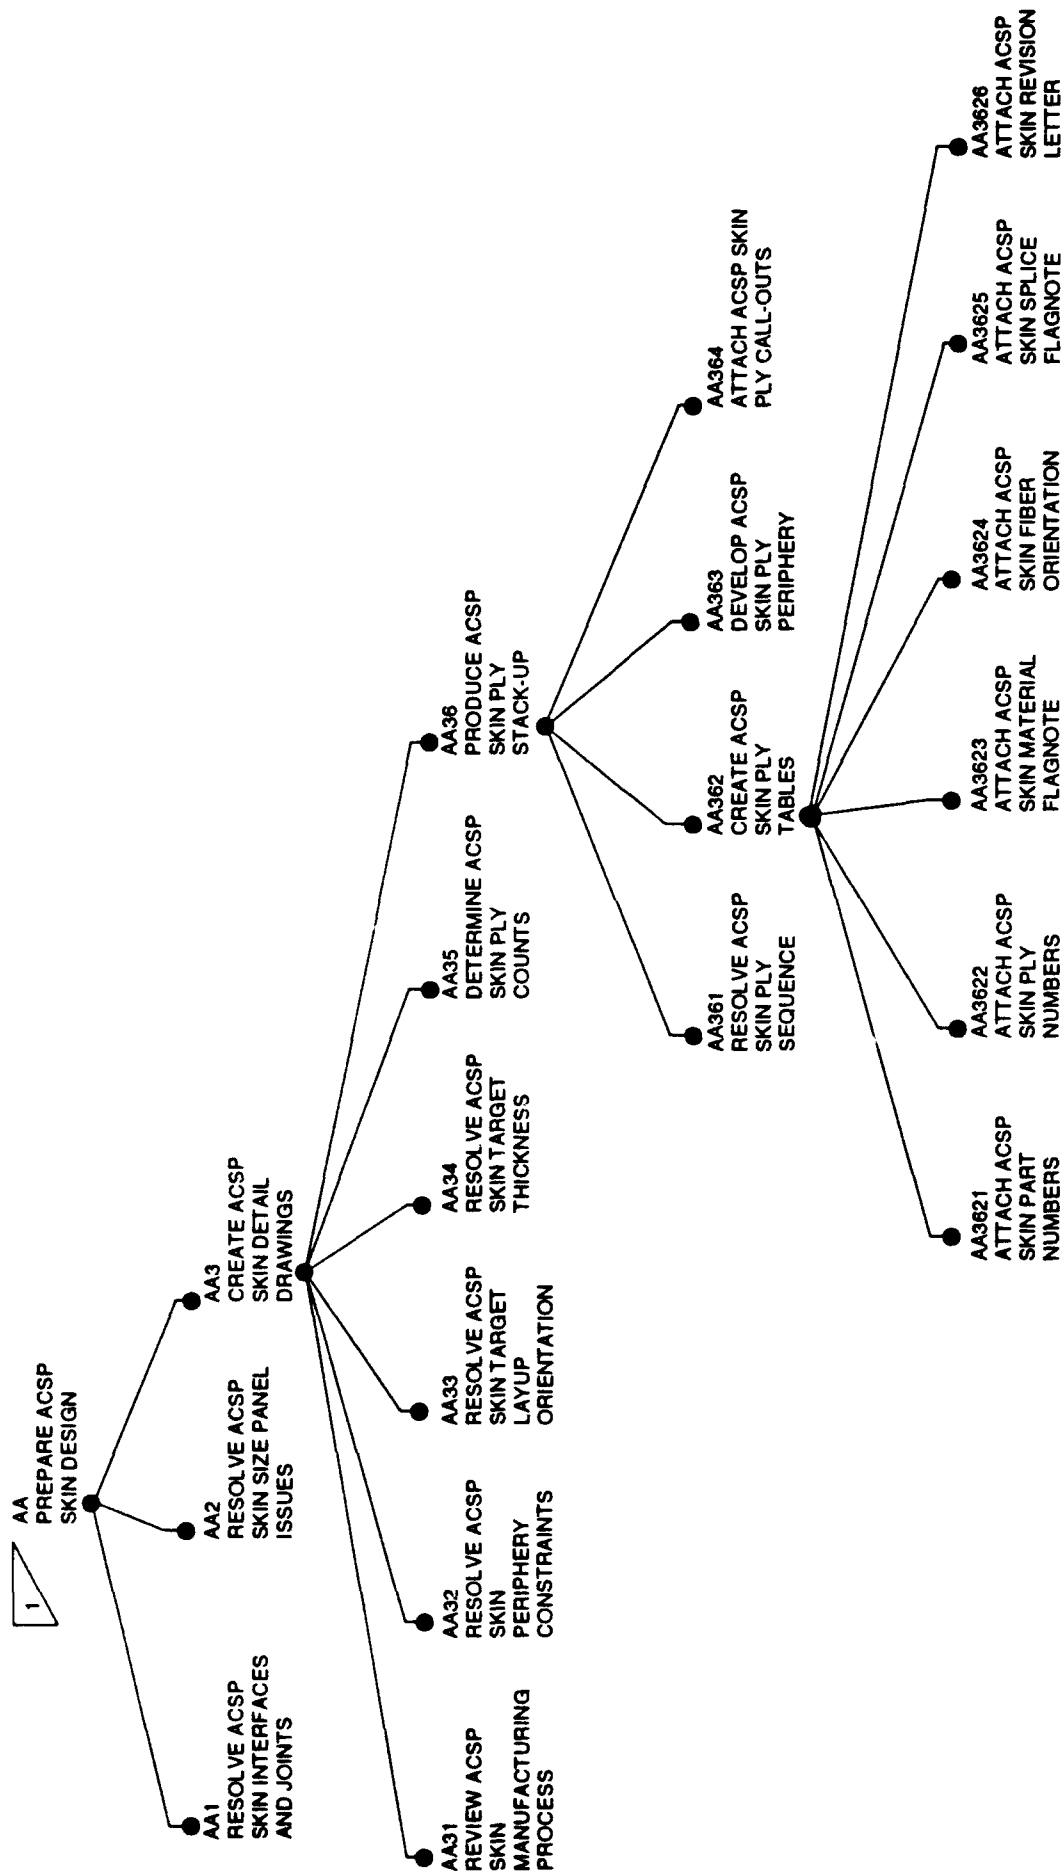 1
AA
PREPARE ACSP
SKIN DESIGN
AA1
RESOLVE ACSP
SKIN INTERFACES
AND JOINTS
AA2
RESOLVE ACSP
SKIN SIZE PANEL
ISSUES
AA3
CREATE ACSP
SKIN DETAIL
DRAWINGS
AA31
REVIEW ACSP
SKIN
MANUFACTURING
PROCESS
AA32
RESOLVE ACSP
SKIN
PERIPHERY
CONSTRAINTS
AA33
RESOLVE ACSP
SKIN TARGET
LAYUP
ORIENTATION
AA34
RESOLVE ACSP
SKIN TARGET
THICKNESS
AA35
DETERMINE ACSP
SKIN PLY
COUNTS
AA36
PRODUCE ACSP
SKIN PLY
STACK-UP
AA361
RESOLVE ACSP
SKIN PLY
SEQUENCE
AA362
CREATE ACSP
SKIN PLY
TABLES
AA363
DEVELOP ACSP
SKIN PLY
PERIPHERY
AA364
ATTACH ACSP SKIN
PLY CALL-OUTS
AA3621
ATTACH ACSP
SKIN PART
NUMBERS
AA3622
ATTACH ACSP
SKIN PLY
NUMBERS
AA3623
ATTACH ACSP
SKIN MATERIAL
FLAGNOTE
AA3624
ATTACH ACSP
SKIN FIBER
ORIENTATION
AA3625
ATTACH ACSP
SKIN SPLICE
FLAGNOTE
AA3626
ATTACH ACSP
SKIN REVISION
LETTER